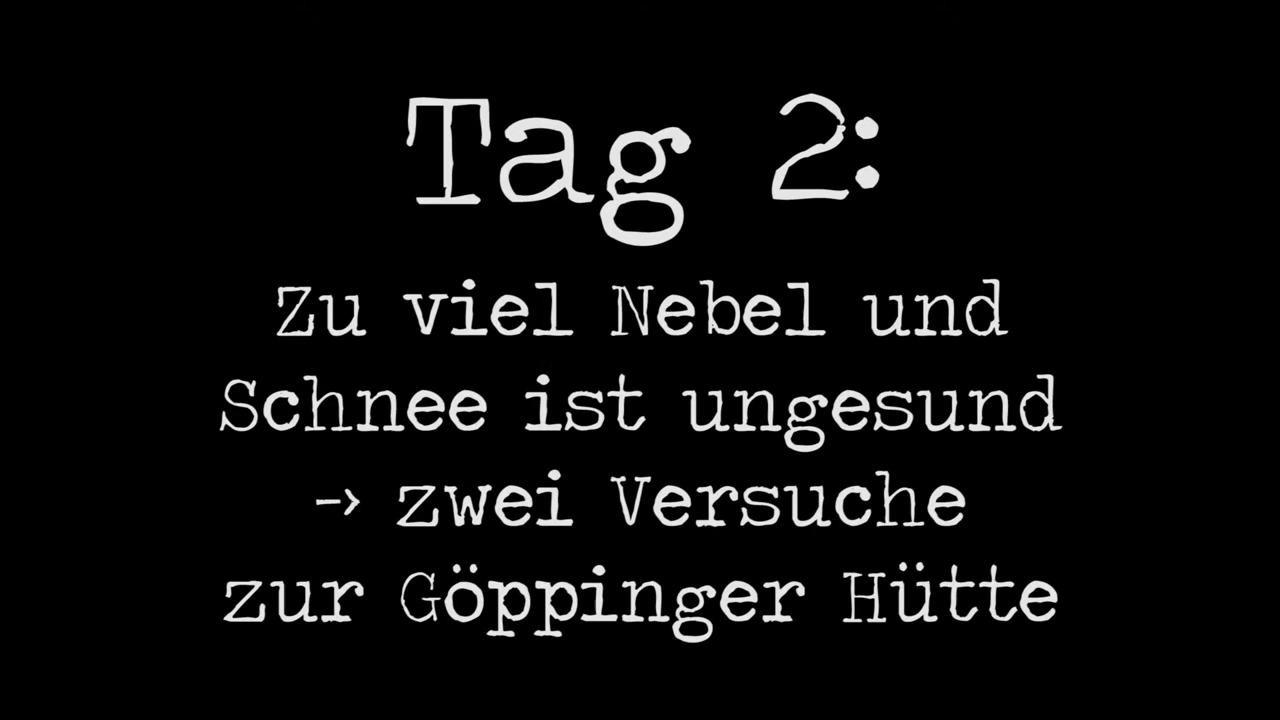 Tag 2:
Zu viel Nebel und
Schnee ist ungesund
-> zwei Versuche
zur Göppinger Hütte